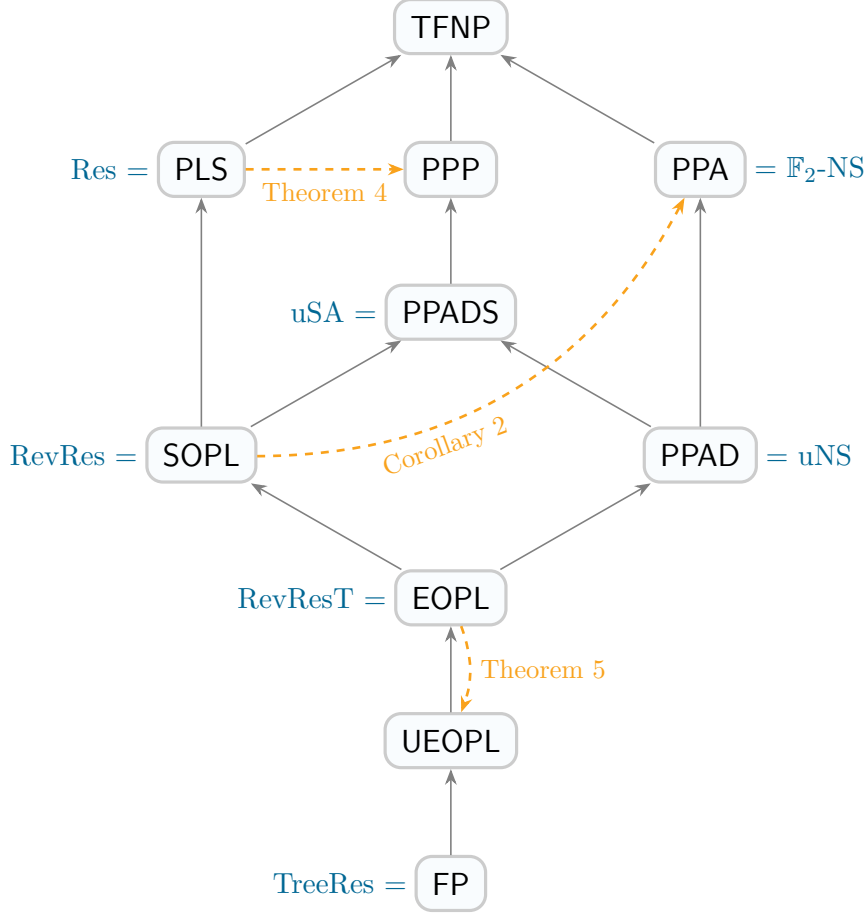 TFNP
Res = PLS
Theorem 4
PPP
PPA = 𝔽₂-NS
uSA = PPADS
RevRes = SOPL
Corollary 2
PPAD = uNS
RevResT = EOPL
Theorem 5
UEOPL
TreeRes = FP